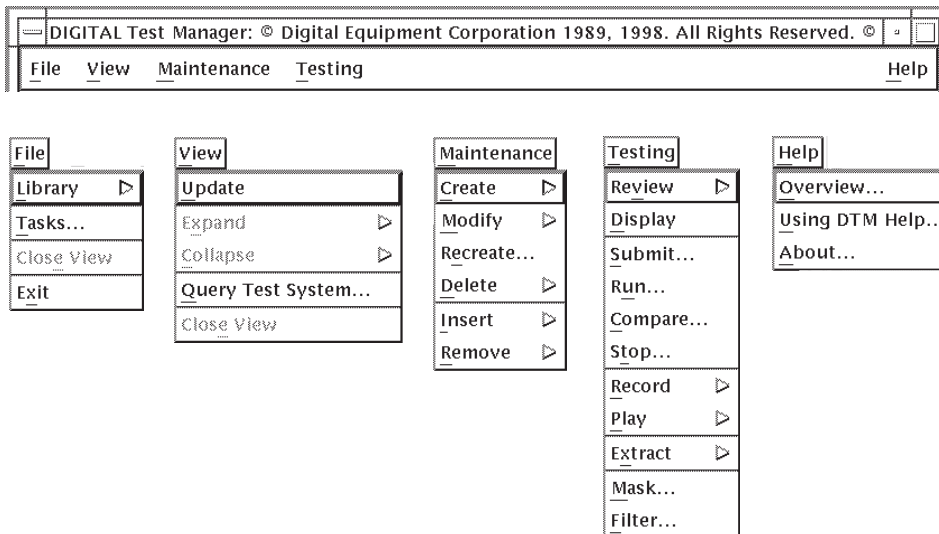 DIGITAL Test Manager: © Digital Equipment Corporation 1989, 1998. All Rights Reserved. ©
File View Maintenance Testing Help
File
Library
Tasks...
Close View
Exit
View
Update
Expand
Collapse
Query Test System...
Close View
Maintenance
Create
Modify
Recreate...
Delete
Insert
Remove
Testing
Review
Display
Submit...
Run...
Compare...
Stop...
Record
Play
Extract
Mask...
Filter...
Help
Overview...
Using DTM Help..
About...